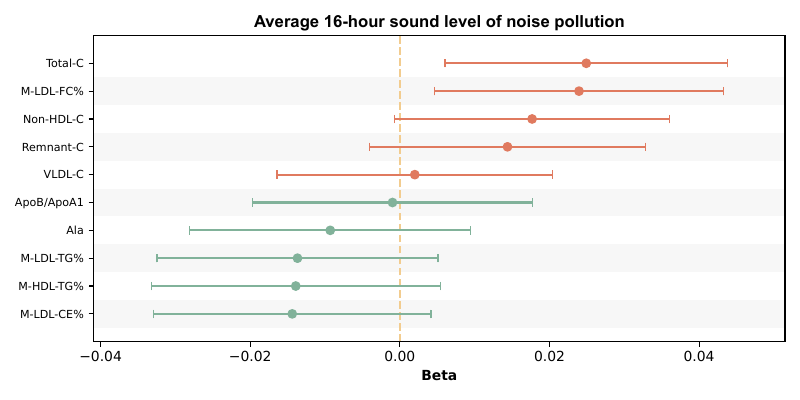 Average 16-hour sound level of noise pollution
Total-C
M-LDL-FC%
Non-HDL-C
Remnant-C
VLDL-C
ApoB/ApoA1
Ala
M-LDL-TG%
M-HDL-TG%
M-LDL-CE%
−0.04 −0.02 0.00 0.02 0.04
Beta